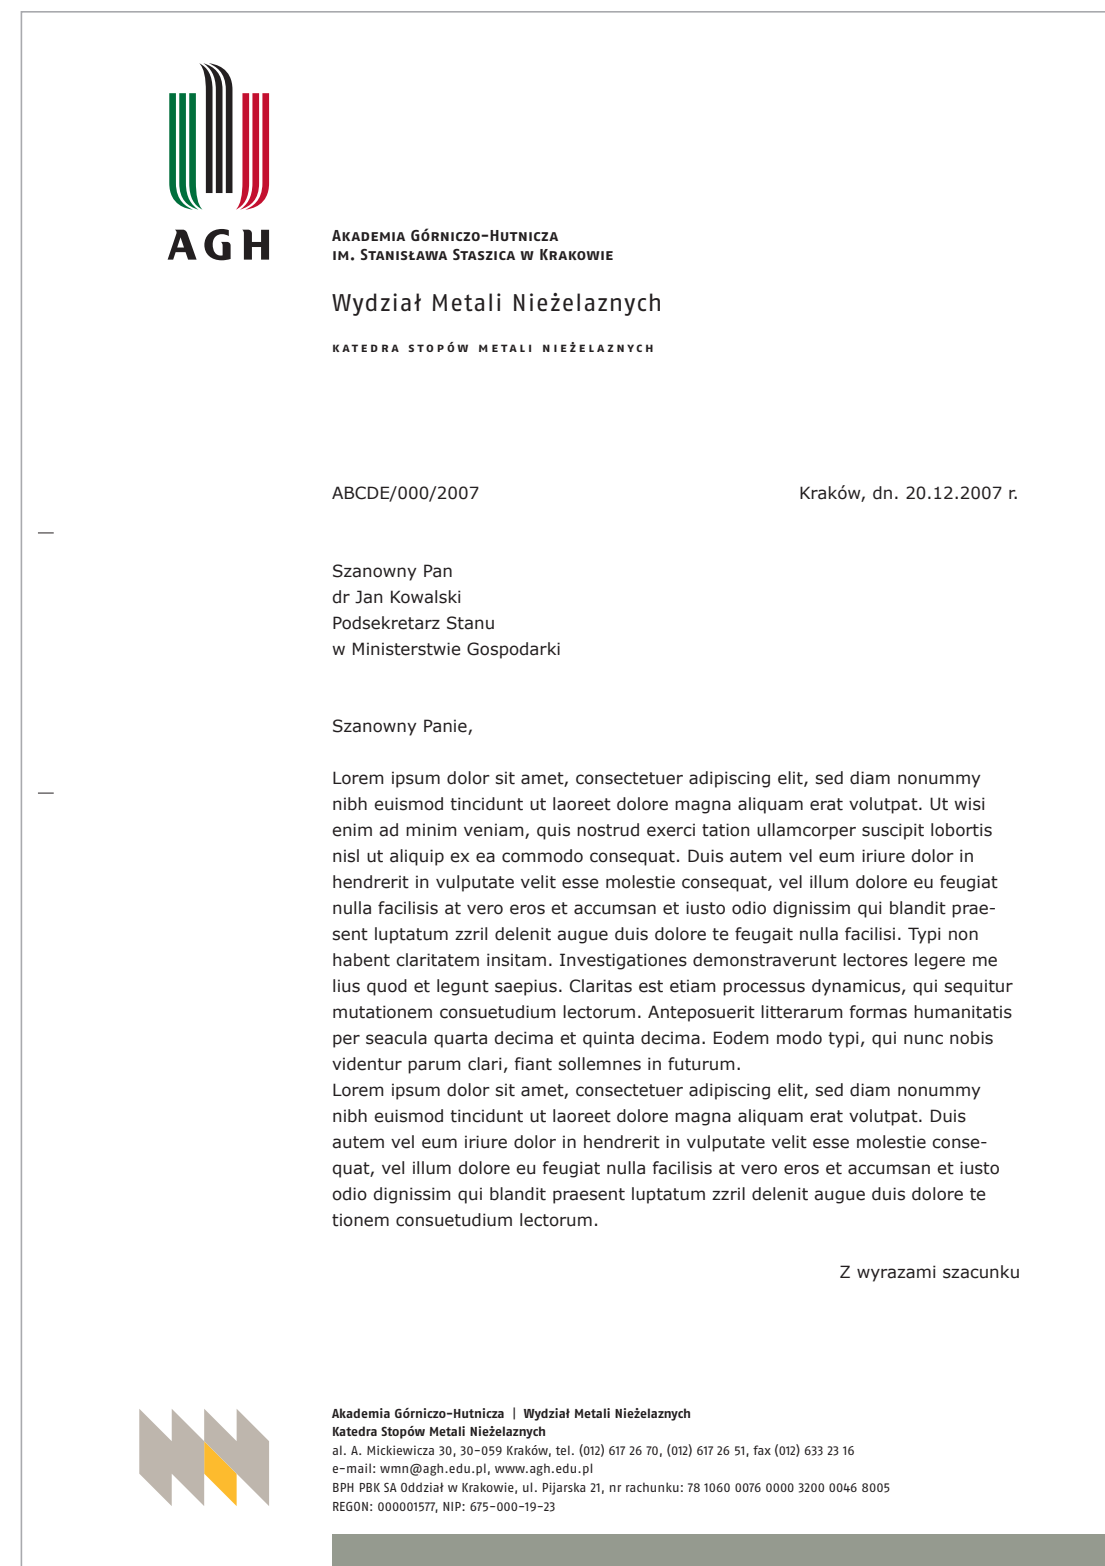 AGH
Akademia Górniczo-Hutnicza
im. Stanisława Staszica w Krakowie
Wydział Metali Nieżelaznych
KATEDRA STOPÓW METALI NIEŻELAZNYCH
ABCDE/000/2007 Kraków, dn. 20.12.2007 r.
Szanowny Pan
dr Jan Kowalski
Podsekretarz Stanu
w Ministerstwie Gospodarki
Szanowny Panie,
Lorem ipsum dolor sit amet, consectetuer adipiscing elit, sed diam nonummy
nibh euismod tincidunt ut laoreet dolore magna aliquam erat volutpat. Ut wisi
enim ad minim veniam, quis nostrud exerci tation ullamcorper suscipit lobortis
nisl ut aliquip ex ea commodo consequat. Duis autem vel eum iriure dolor in
hendrerit in vulputate velit esse molestie consequat, vel illum dolore eu feugiat
nulla facilisis at vero eros et accumsan et iusto odio dignissim qui blandit prae-
sent luptatum zzril delenit augue duis dolore te feugait nulla facilisi. Typi non
habent claritatem insitam. Investigationes demonstraverunt lectores legere me
lius quod et legunt saepius. Claritas est etiam processus dynamicus, qui sequitur
mutationem consuetudium lectorum. Anteposuerit litterarum formas humanitatis
per seacula quarta decima et quinta decima. Eodem modo typi, qui nunc nobis
videntur parum clari, fiant sollemnes in futurum.
Lorem ipsum dolor sit amet, consectetuer adipiscing elit, sed diam nonummy
nibh euismod tincidunt ut laoreet dolore magna aliquam erat volutpat. Duis
autem vel eum iriure dolor in hendrerit in vulputate velit esse molestie conse-
quat, vel illum dolore eu feugiat nulla facilisis at vero eros et accumsan et iusto
odio dignissim qui blandit praesent luptatum zzril delenit augue duis dolore te
tionem consuetudium lectorum.
Z wyrazami szacunku
Akademia Górniczo-Hutnicza | Wydział Metali Nieżelaznych
Katedra Stopów Metali Nieżelaznych
al. A. Mickiewicza 30, 30-059 Kraków, tel. (012) 617 26 70, (012) 617 26 51, fax (012) 633 23 16
e-mail: wmn@agh.edu.pl, www.agh.edu.pl
BPH PBK SA Oddział w Krakowie, ul. Pijarska 21, nr rachunku: 78 1060 0076 0000 3200 0046 8005
REGON: 000001577, NIP: 675-000-19-23